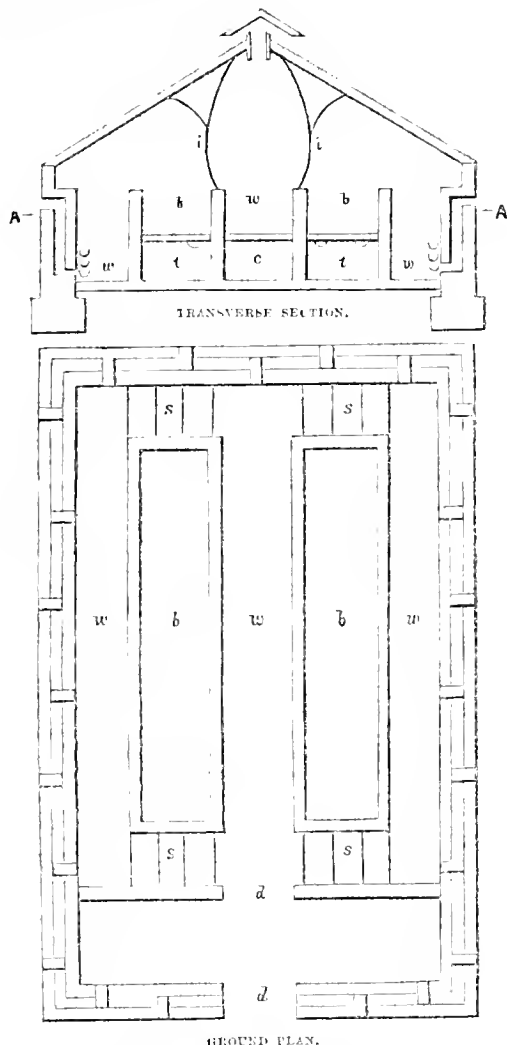 i i
b w b
A A
w t c t w
TRANSVERSE SECTION.
s s
w b w b w
s s
d
d
GROUND PLAN.